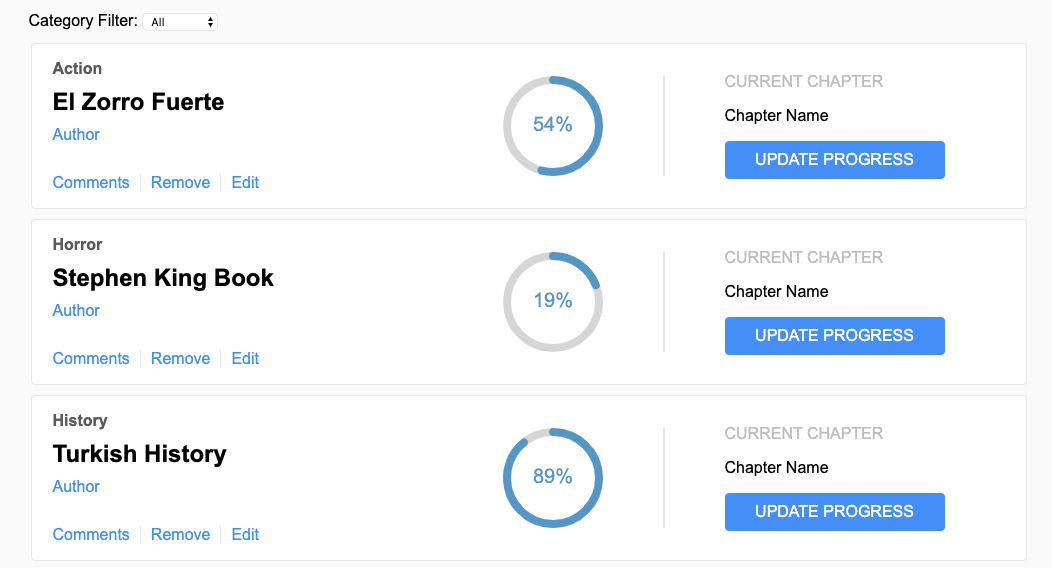 Category Filter: All
Action
El Zorro Fuerte
Author
Comments Remove Edit
54%
CURRENT CHAPTER
Chapter Name
UPDATE PROGRESS
Horror
Stephen King Book
Author
Comments Remove Edit
19%
CURRENT CHAPTER
Chapter Name
UPDATE PROGRESS
History
Turkish History
Author
Comments Remove Edit
89%
CURRENT CHAPTER
Chapter Name
UPDATE PROGRESS